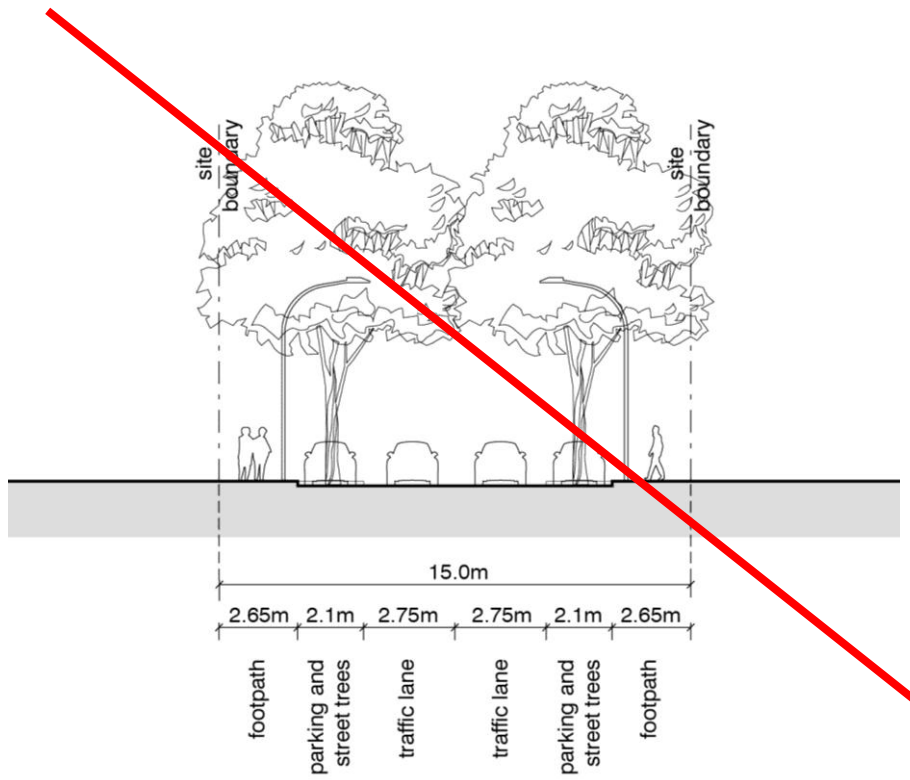 site
boundary
site
boundary
15.0m
2.65m 2.1m 2.75m 2.75m 2.1m 2.65m
footpath
parking and
street trees
traffic lane
traffic lane
parking and
street trees
footpath